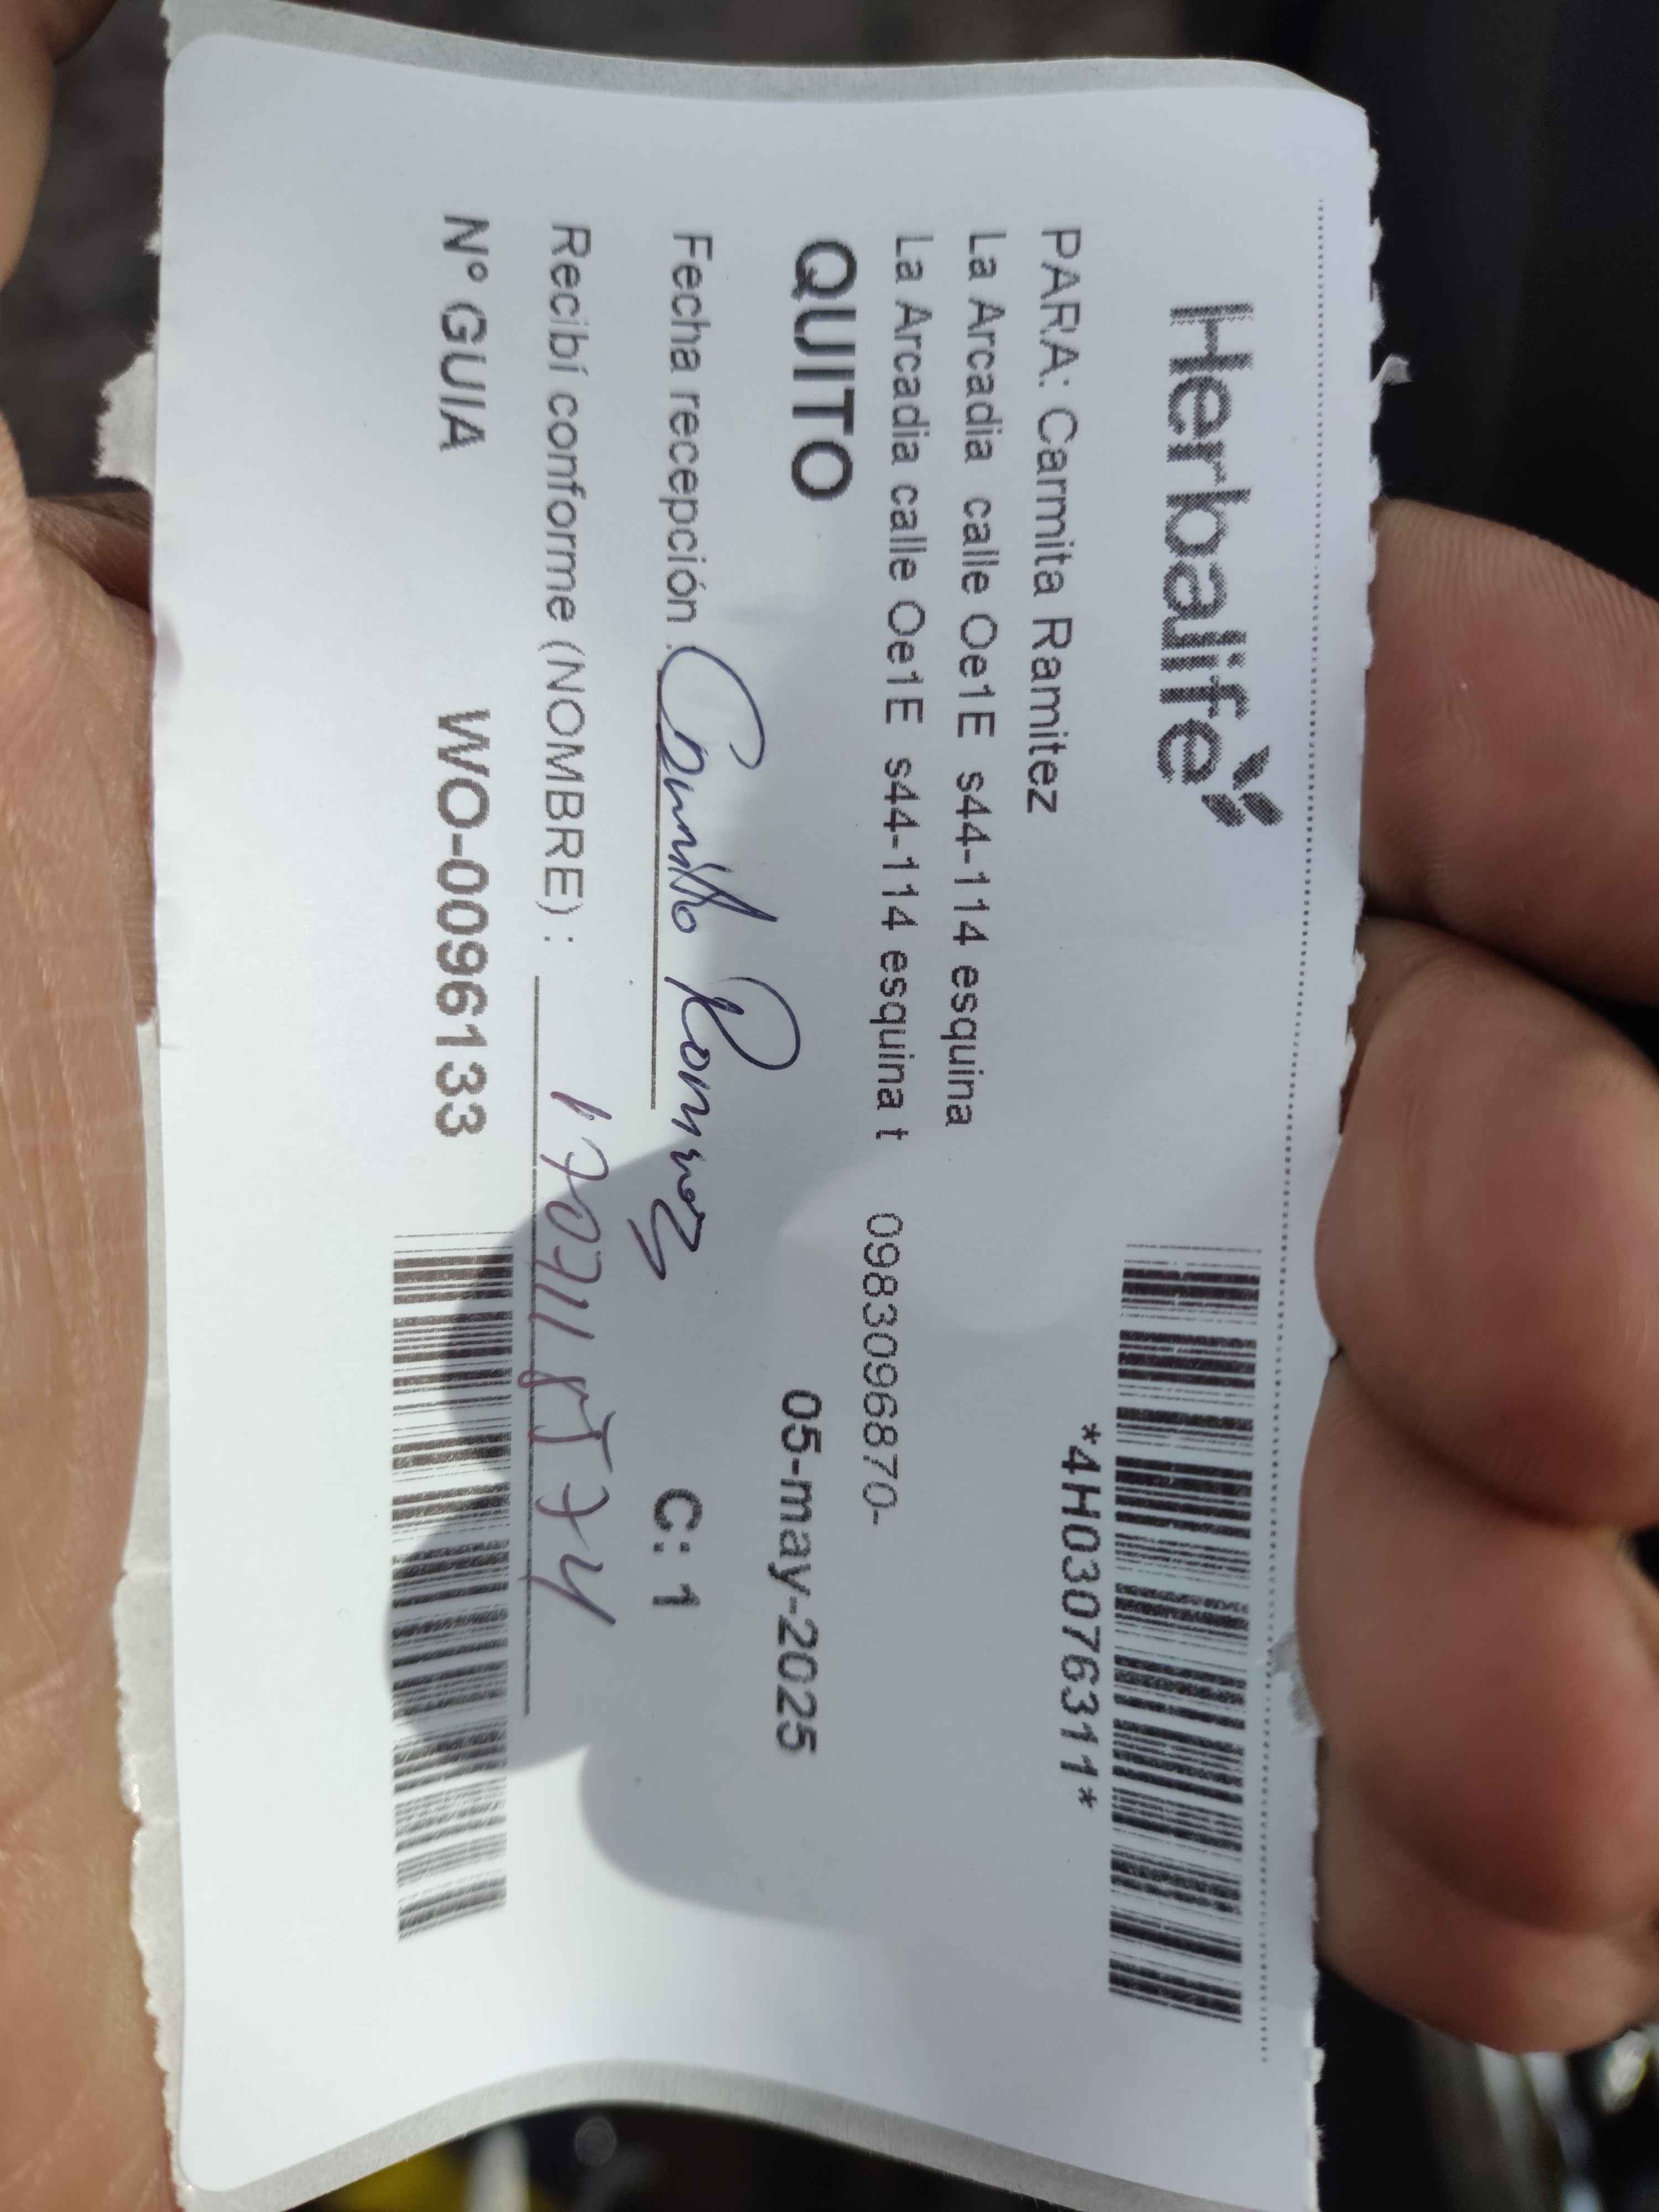 Herbalife
*4H03076311*
PARA: Carmita Ramitez
La Arcadia calle Oe1E s44-114 esquina
La Arcadia calle Oe1E s44-114 esquina t 0983096870-
QUITO 05-may-2025
Fecha recepción : C: 1
Recibí conforme (NOMBRE) :
Nº GUIA WO-0096133